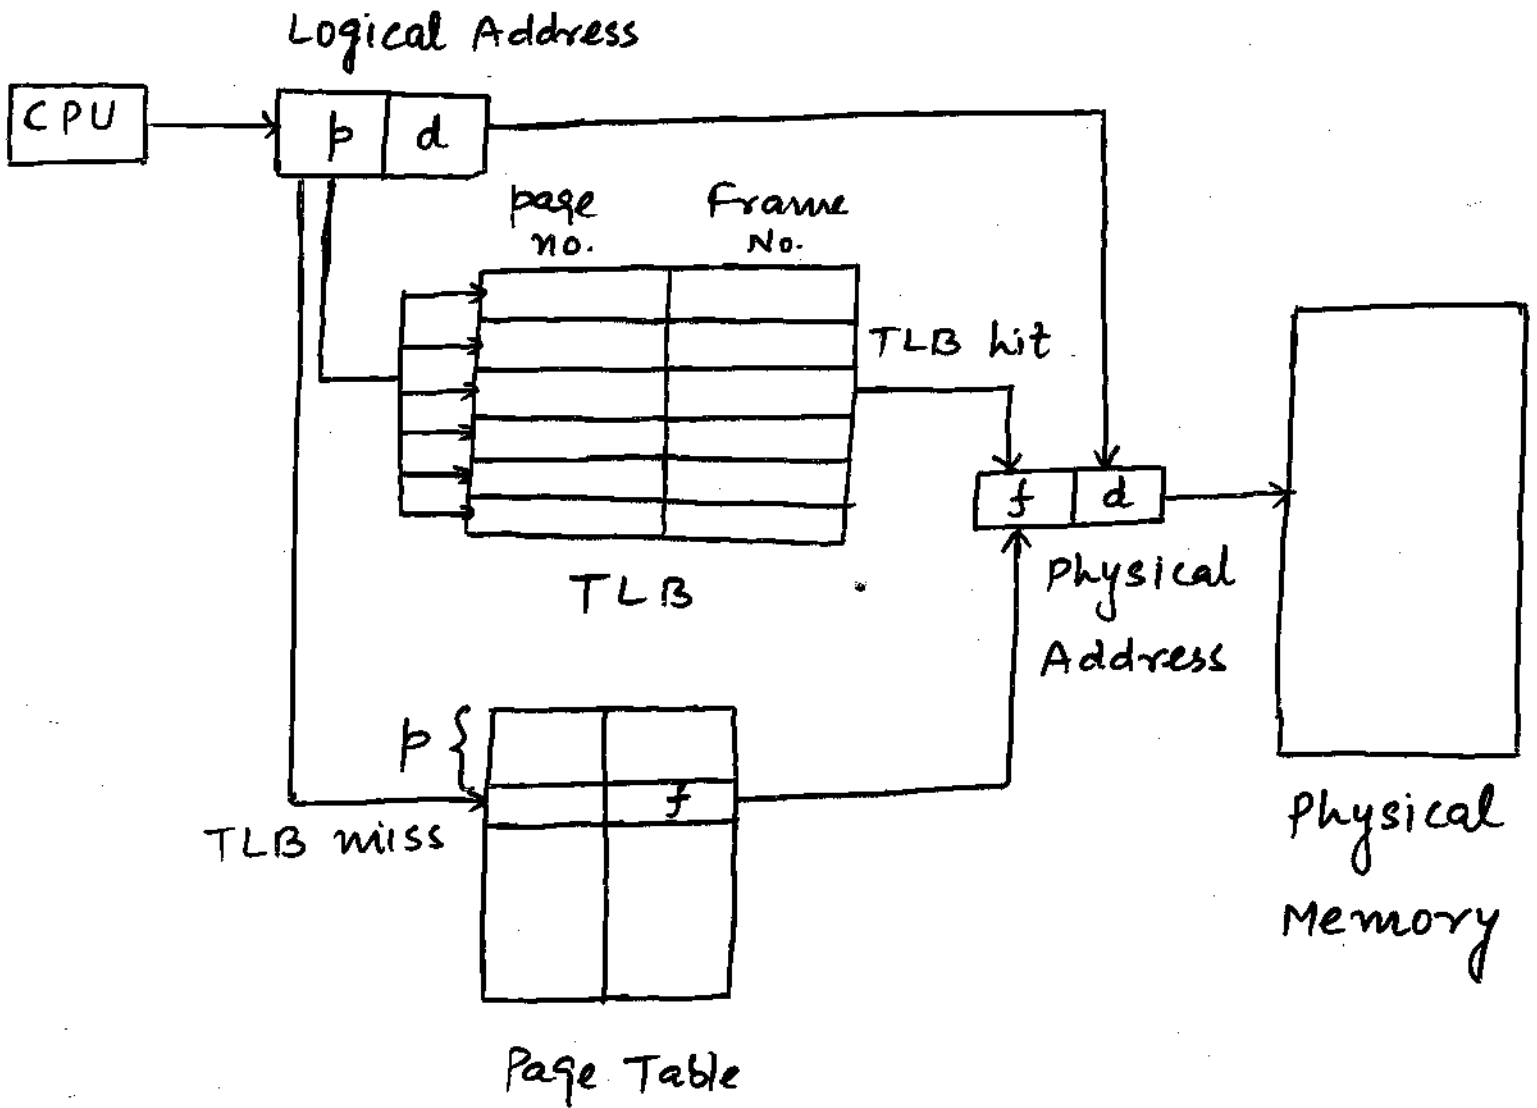 Logical Address
CPU
p
d
page
no.
Frame
No.
TLB hit
f
d
TLB
Physical
Address
p
f
TLB miss
Physical
Memory
Page Table